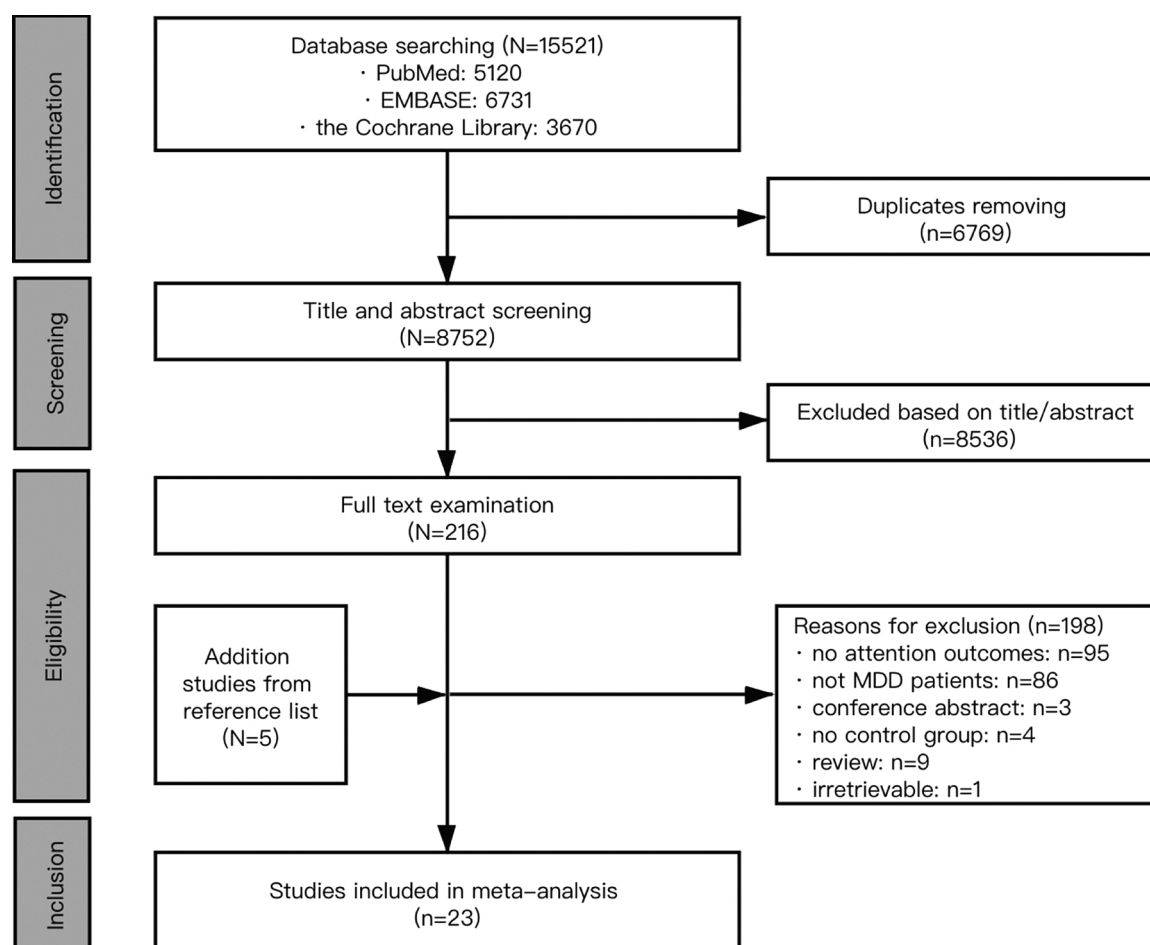 Identification
Database searching (N=15521)
· PubMed: 5120
· EMBASE: 6731
· the Cochrane Library: 3670
Duplicates removing
(n=6769)
Screening
Title and abstract screening
(N=8752)
Excluded based on title/abstract
(n=8536)
Eligibility
Full text examination
(N=216)
Addition
studies from
reference list
(N=5)
Reasons for exclusion (n=198)
· no attention outcomes: n=95
· not MDD patients: n=86
· conference abstract: n=3
· no control group: n=4
· review: n=9
· irretrievable: n=1
Inclusion
Studies included in meta-analysis
(n=23)